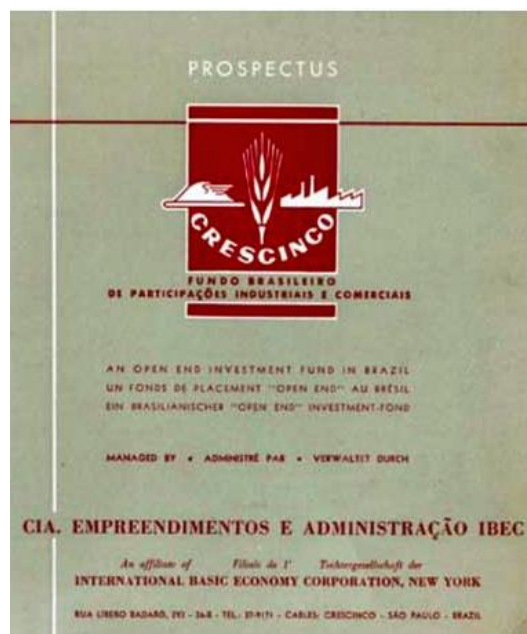 PROSPECTUS
CRESCINCO
FUNDO BRASILEIRO
DE PARTICIPAÇÕES INDUSTRIAIS E COMERCIAIS
AN OPEN END INVESTMENT FUND IN BRAZIL
UN FONDS DE PLACEMENT "OPEN END" AU BRÉSIL
EIN BRASILIANISCHER "OPEN END" INVESTMENT-FOND
MANAGED BY • ADMINISTRÉ PAR • VERWALTET DURCH
CIA. EMPREENDIMENTOS E ADMINISTRAÇÃO IBEC
An affiliate of Filiale de l' Tochtergesellschaft der
INTERNATIONAL BASIC ECONOMY CORPORATION, NEW YORK
RUA LIBERO BADARÓ, - TEL.: - CABLES: CRESCINCO - SÃO PAULO - BRAZIL